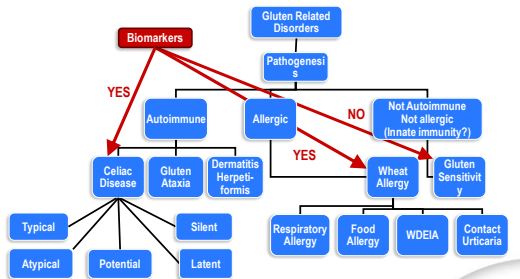 Gluten Related
Disorders
Biomarkers
Pathogenesi
s
YES
Autoimmune
Allergic
NO
Not Autoimmune
Not allergic
(Innate immunity?)
YES
Celiac
Disease
Gluten
Ataxia
Dermatitis
Herpeti-
formis
Wheat
Allergy
Gluten
Sensitivit
y
Typical
Silent
Respiratory
Allergy
Food
Allergy
WDEIA
Contact
Urticaria
Atypical
Potential
Latent